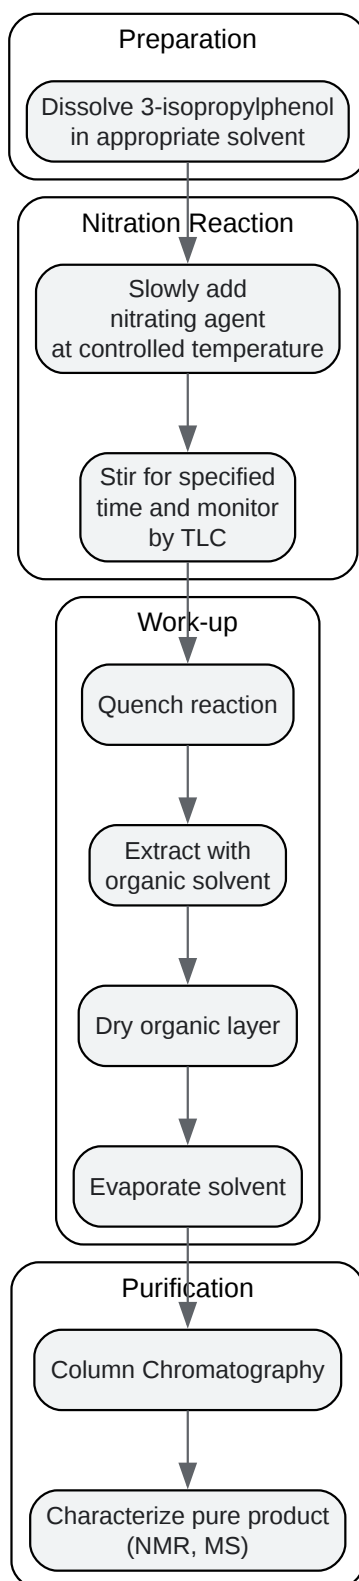 Preparation
Dissolve 3-isopropylphenol
in appropriate solvent
Nitration Reaction
Slowly add
nitrating agent
at controlled temperature
Stir for specified
time and monitor
by TLC
Work-up
Quench reaction
Extract with
organic solvent
Dry organic layer
Evaporate solvent
Purification
Column Chromatography
Characterize pure product
(NMR, MS)